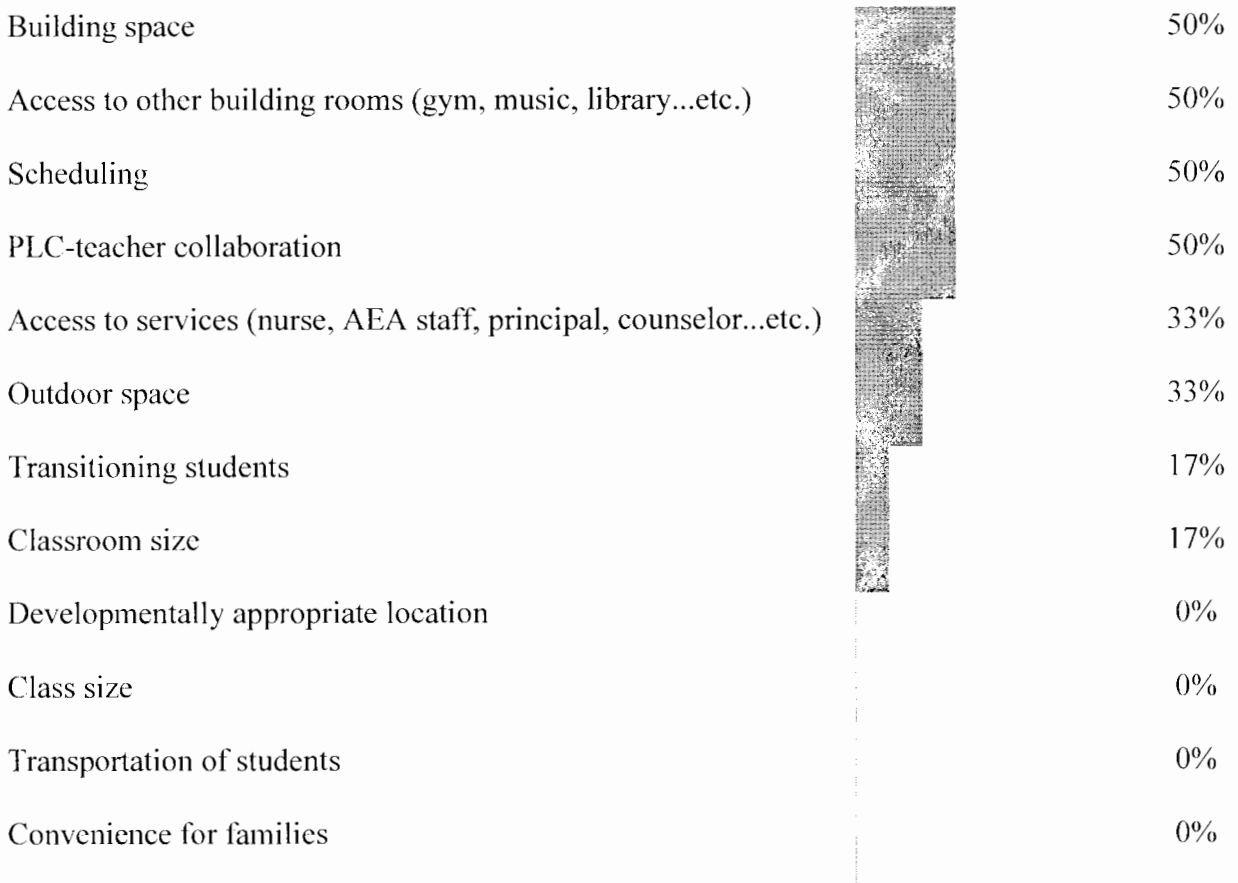 Building space 50%
Access to other building rooms (gym, music, library...etc.) 50%
Scheduling 50%
PLC-teacher collaboration 50%
Access to services (nurse, AEA staff, principal, counselor...etc.) 33%
Outdoor space 33%
Transitioning students 17%
Classroom size 17%
Developmentally appropriate location 0%
Class size 0%
Transportation of students 0%
Convenience for families 0%